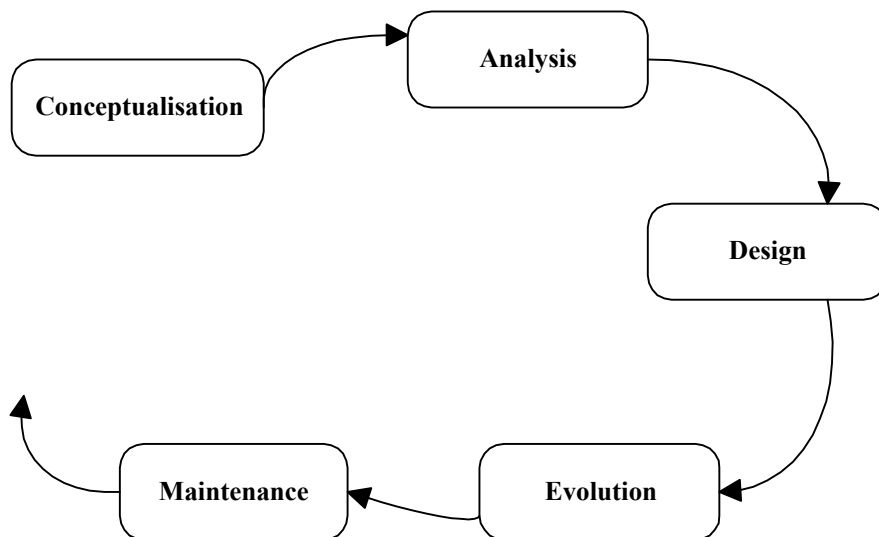 Conceptualisation
Analysis
Design
Evolution
Maintenance